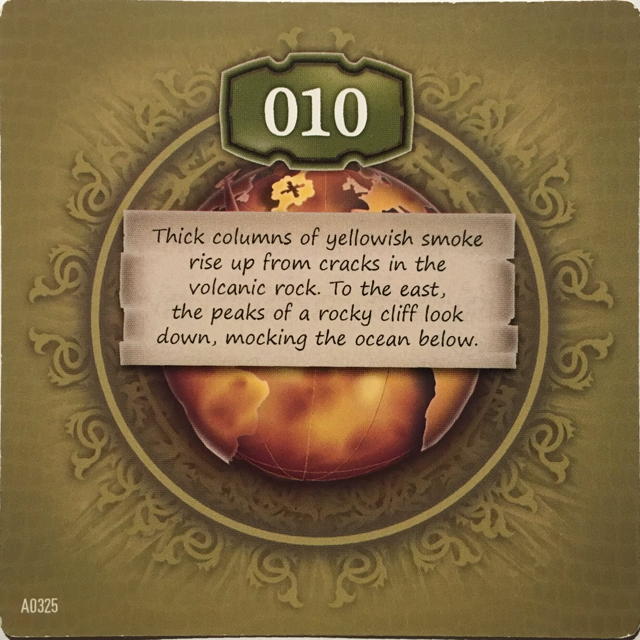 010
Thick columns of yellowish smoke
rise up from cracks in the
volcanic rock. To the east,
the peaks of a rocky cliff look
down, mocking the ocean below.
A0325